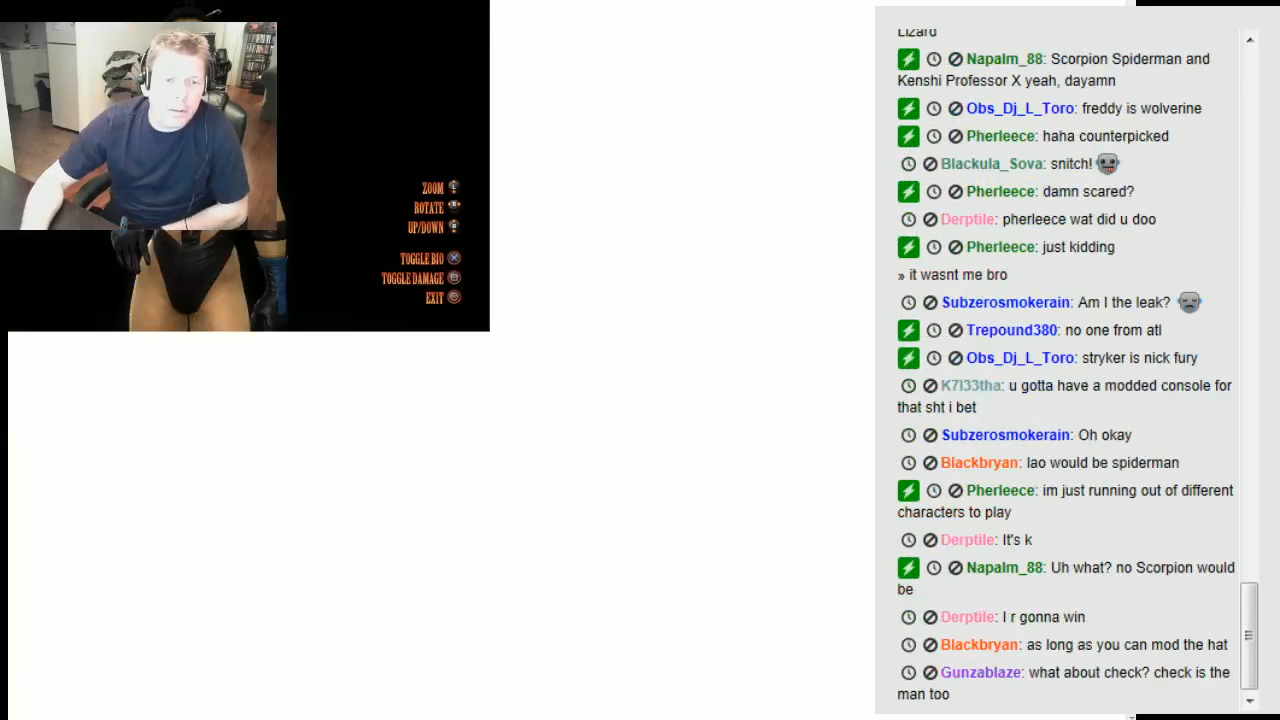 ZOOM
ROTATE
UP/DOWN
TOGGLE BIO
TOGGLE DAMAGE
EXIT
Lizard
Napalm_88: Scorpion Spiderman and
Kenshi Professor X yeah, dayamn
Obs_Dj_L_Toro: freddy is wolverine
Pherleece: haha counterpicked
Blackula_Sova: snitch!
Pherleece: damn scared?
Derptile: pherleece wat did u doo
Pherleece: just kidding
» it wasnt me bro
Subzerosmokerain: Am I the leak?
Trepound380: no one from atl
Obs_Dj_L_Toro: stryker is nick fury
K7l33tha: u gotta have a modded console for
that sht i bet
Subzerosmokerain: Oh okay
Blackbryan: lao would be spiderman
Pherleece: im just running out of different
characters to play
Derptile: It's k
Napalm_88: Uh what? no Scorpion would
be
Derptile: I r gonna win
Blackbryan: as long as you can mod the hat
Gunzablaze: what about check? check is the
man too